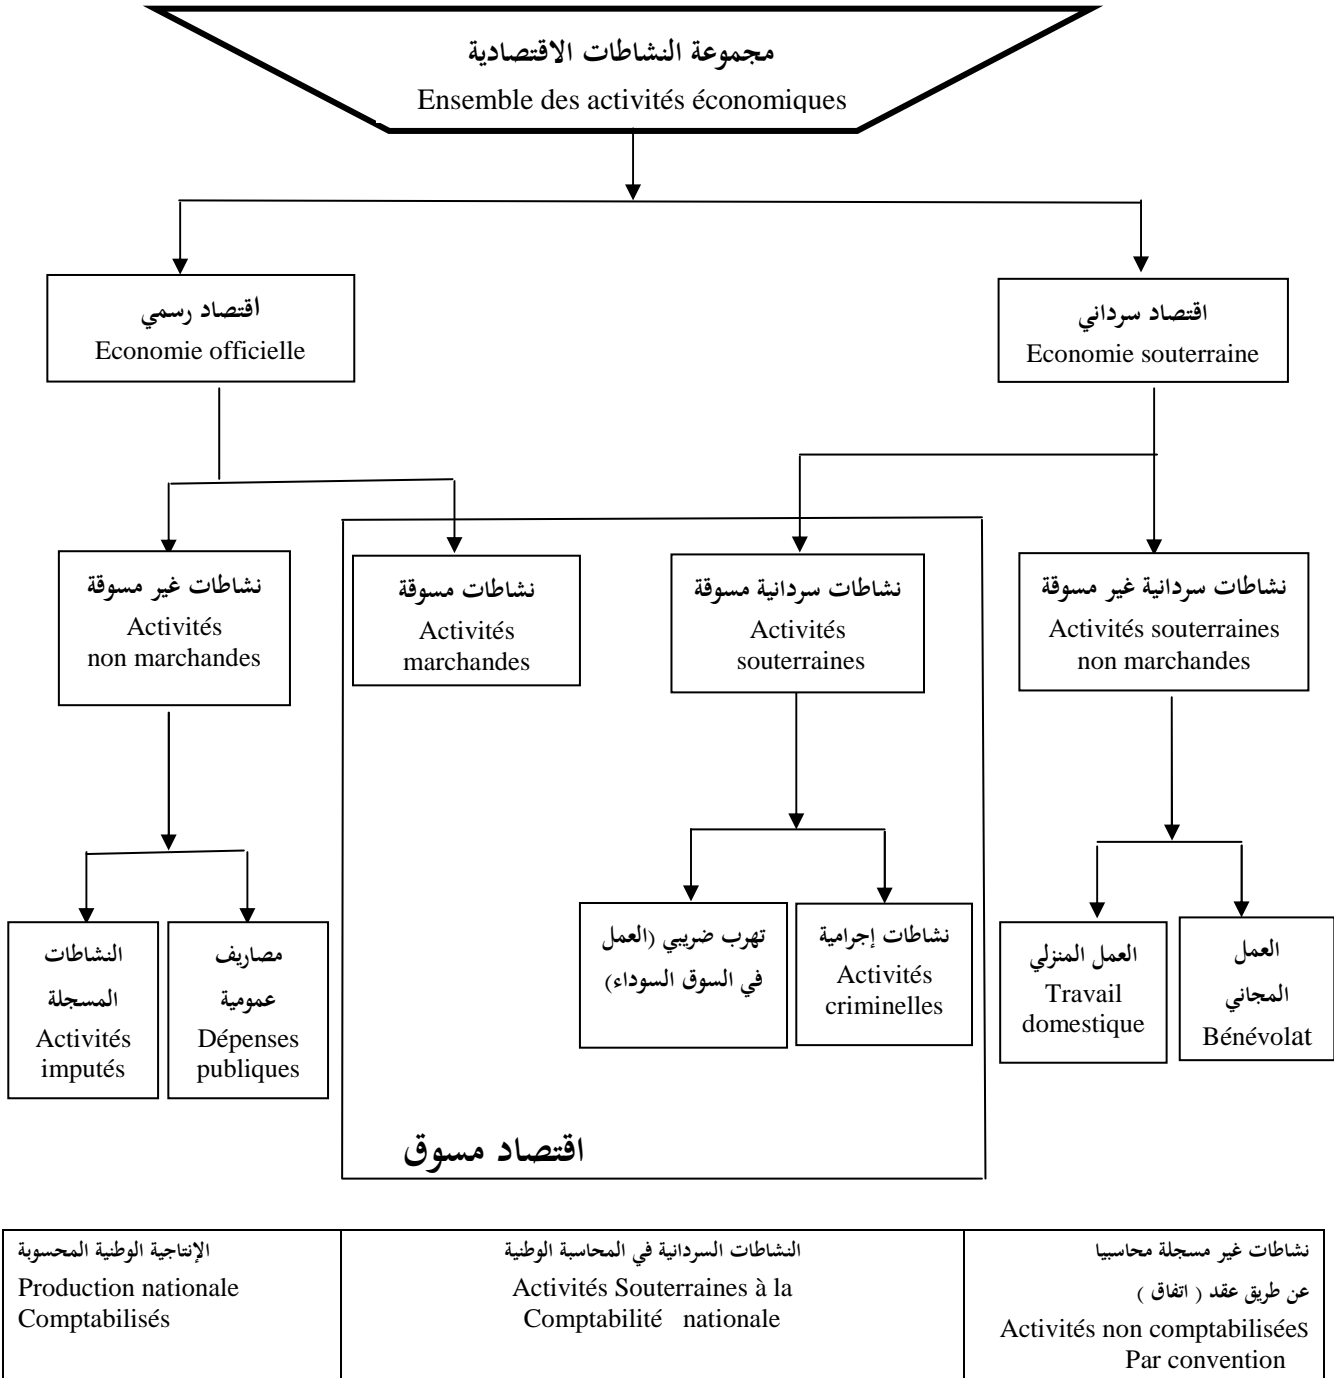 مجموعة النشاطات الاقتصادية
Ensemble des activités économiques
اقتصاد رسمي
Economie officielle
اقتصاد سرداني
Economie souterraine
نشاطات غير مسوقة
Activités
non marchandes
نشاطات مسوقة
Activités
marchandes
نشاطات سردانية مسوقة
Activités
souterraines
نشاطات سردانية غير مسوقة
Activités souterraines
non marchandes
النشاطات
المسجلة
Activités
imputés
مصاريف
عمومية
Dépenses
publiques
تهرب ضريبي (العمل
في السوق السوداء)
نشاطات إجرامية
Activités
criminelles
العمل المنزلي
Travail
domestique
العمل
المجاني
Bénévolat
اقتصاد مسوق
الإنتاجية الوطنية المحسوبة
Production nationale
Comptabilisés
النشاطات السردانية في المحاسبة الوطنية
Activités Souterraines à la
Comptabilité nationale
نشاطات غير مسجلة محاسبيا
عن طريق عقد ( اتفاق )
Activités non comptabiliséeS
Par convention